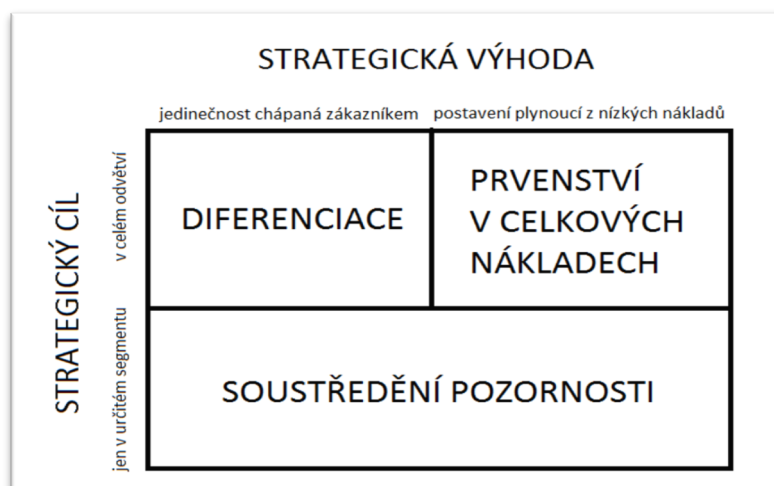 STRATEGICKÁ VÝHODA
jedinečnost chápaná zákazníkem
postavení plynoucí z nízkých nákladů
STRATEGICKÝ CÍL
v celém odvětví
DIFERENCIACE
PRVENSTVÍ
V CELKOVÝCH
NÁKLADECH
jen v určitém segmentu
SOUSTŘEDĚNÍ POZORNOSTI